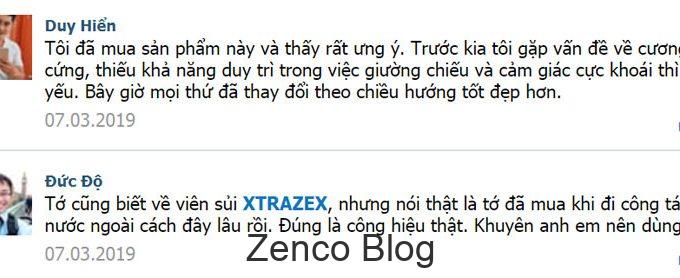 Duy Hiển
Tôi đã mua sản phẩm này và thấy rất ưng ý. Trước kia tôi gặp vấn đề về cương
cứng, thiếu khả năng duy trì trong việc giường chiếu và cảm giác cực khoái thì
yếu. Bây giờ mọi thứ đã thay đổi theo chiều hướng tốt đẹp hơn.
07.03.2019
Đức Độ
Tớ cũng biết về viên sủi XTRAZEX, nhưng nói thật là tớ đã mua khi đi công tá
nước ngoài cách đây lâu rồi. Đúng là công hiệu thật. Khuyên anh em nên dùng
07.03.2019
Zenco Blog